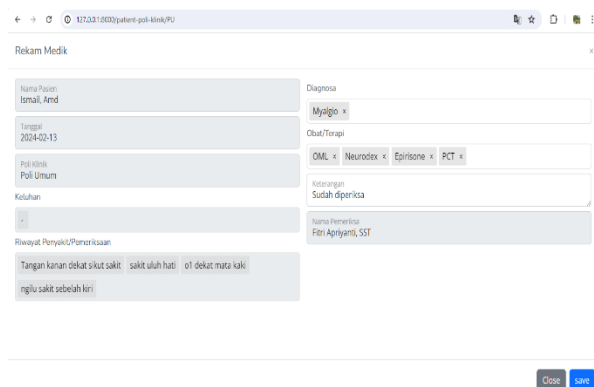 127.0.0.1:8000/patient-poli-klinik/PU
Rekam Medik
×
Nama Pasien
Ismail, Amd
Tanggal
2024-02-13
Poli Klinik
Poli Umum
Keluhan
-
Riwayat Penyakit/Pemeriksaan
Tangan kanan dekat sikut sakit sakit uluh hati o1 dekat mata kaki
ngilu sakit sebelah kiri
Diagnosa
Myalgio ×
Obat/Terapi
OML × Neurodex × Epirisone × PCT ×
Keterangan
Sudah diperiksa
Nama Pemeriksa
Fitri Apriyanti, SST
Close save